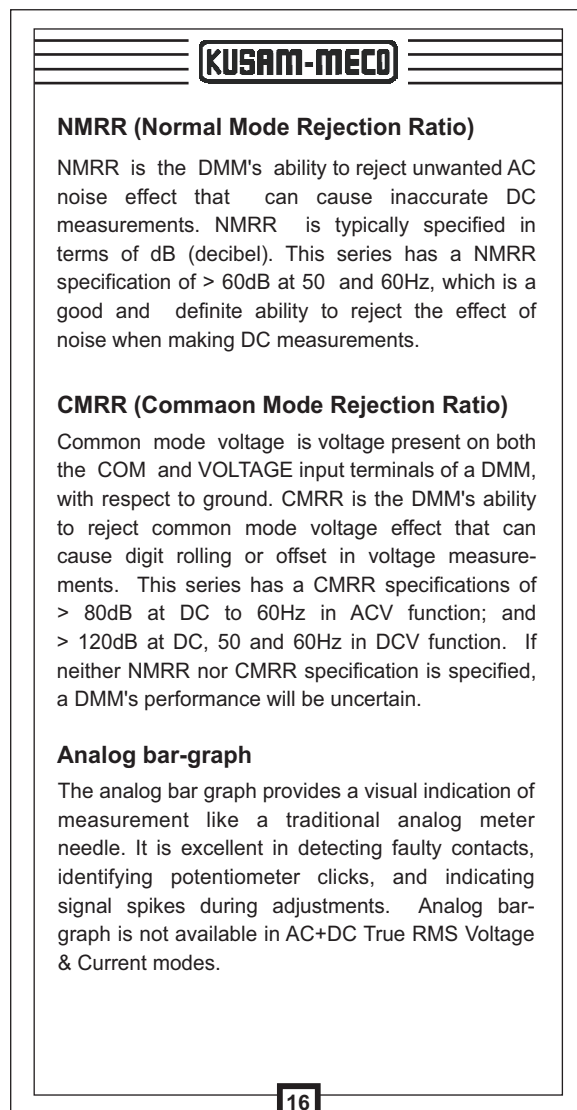 KUSAM-MECO
NMRR (Normal Mode Rejection Ratio)
NMRR is the DMM's ability to reject unwanted AC
noise effect that can cause inaccurate DC
measurements. NMRR is typically specified in
terms of dB (decibel). This series has a NMRR
specification of > 60dB at 50 and 60Hz, which is a
good and definite ability to reject the effect of
noise when making DC measurements.
CMRR (Commaon Mode Rejection Ratio)
Common mode voltage is voltage present on both
the COM and VOLTAGE input terminals of a DMM,
with respect to ground. CMRR is the DMM's ability
to reject common mode voltage effect that can
cause digit rolling or offset in voltage measure-
ments. This series has a CMRR specifications of
> 80dB at DC to 60Hz in ACV function; and
> 120dB at DC, 50 and 60Hz in DCV function. If
neither NMRR nor CMRR specification is specified,
a DMM's performance will be uncertain.
Analog bar-graph
The analog bar graph provides a visual indication of
measurement like a traditional analog meter
needle. It is excellent in detecting faulty contacts,
identifying potentiometer clicks, and indicating
signal spikes during adjustments. Analog bar-
graph is not available in AC+DC True RMS Voltage
& Current modes.
16